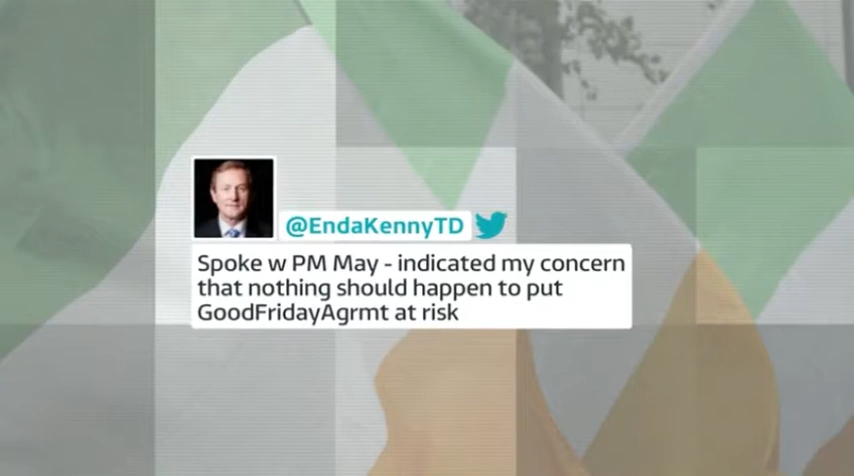 @EndaKennyTD
Spoke w PM May - indicated my concern
that nothing should happen to put
GoodFridayAgrmt at risk